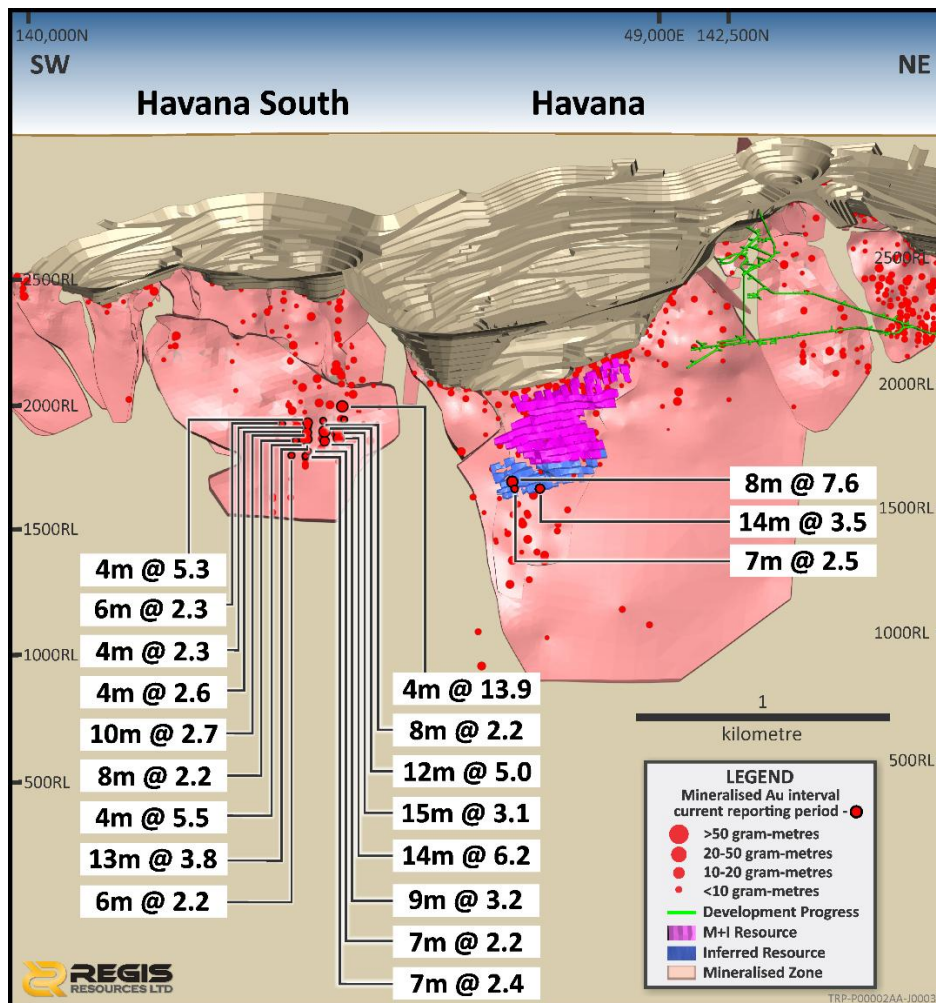 140,000N
49,000E 142,500N
SW
NE
Havana South
Havana
2500RL
2500RL
2000RL
2000RL
1500RL
1500RL
1000RL
1000RL
500RL
500RL
8m @ 7.6
14m @ 3.5
7m @ 2.5
4m @ 5.3
6m @ 2.3
4m @ 2.3
4m @ 2.6
10m @ 2.7
8m @ 2.2
4m @ 5.5
13m @ 3.8
6m @ 2.2
4m @ 13.9
8m @ 2.2
12m @ 5.0
15m @ 3.1
14m @ 6.2
9m @ 3.2
7m @ 2.2
7m @ 2.4
1
kilometre
LEGEND
Mineralised Au interval
current reporting period -
>50 gram-metres
20-50 gram-metres
10-20 gram-metres
<10 gram-metres
Development Progress
M+I Resource
Inferred Resource
Mineralised Zone
REGIS
RESOURCES LTD
TRP-P00002AA-J0003